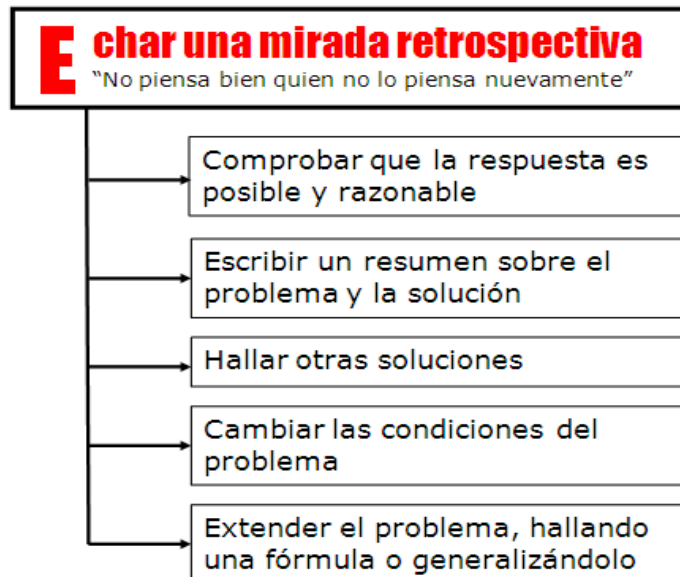 Echar una mirada retrospectiva
“No piensa bien quien no lo piensa nuevamente”
Comprobar que la respuesta es
posible y razonable
Escribir un resumen sobre el
problema y la solución
Hallar otras soluciones
Cambiar las condiciones del
problema
Extender el problema, hallando
una fórmula o generalizándolo